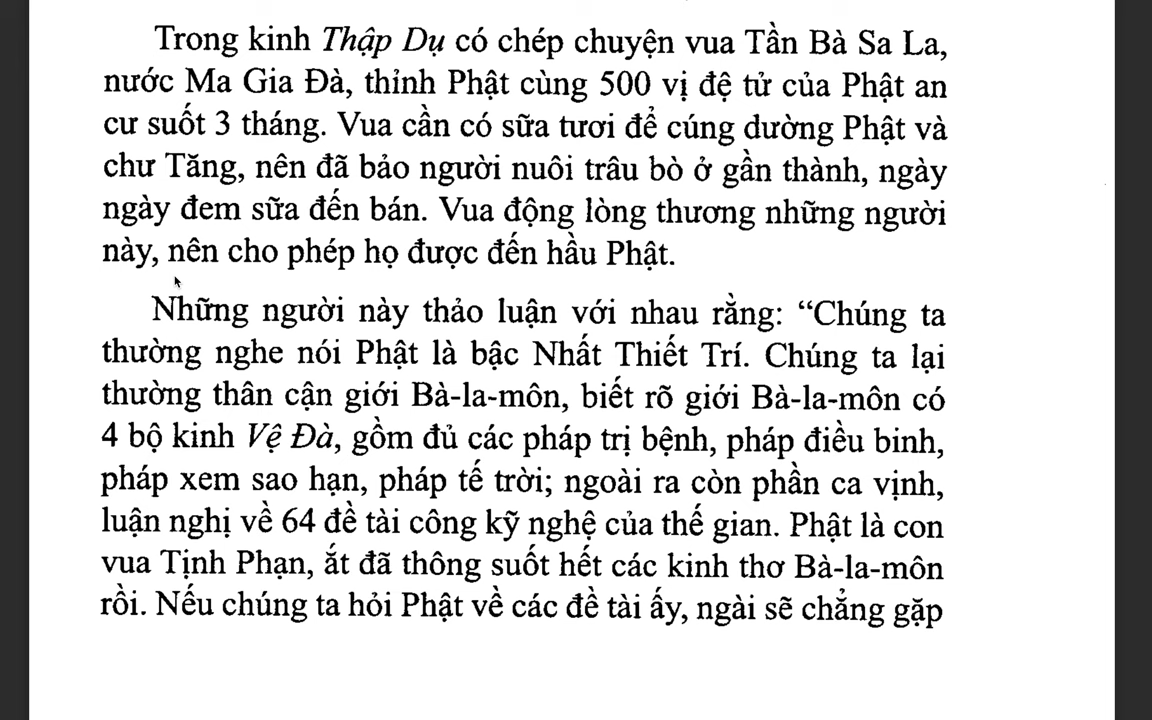 Trong kinh Thập Dụ có chép chuyện vua Tần Bà Sa La,
nước Ma Gia Đà, thỉnh Phật cùng 500 vị đệ tử của Phật an
cư suốt 3 tháng. Vua cần có sữa tươi để cúng dường Phật và
chư Tăng, nên đã bảo người nuôi trâu bò ở gần thành, ngày
ngày đem sữa đến bán. Vua động lòng thương những người
này, nên cho phép họ được đến hầu Phật.
Những người này thảo luận với nhau rằng: “Chúng ta
thường nghe nói Phật là bậc Nhất Thiết Trí. Chúng ta lại
thường thân cận giới Bà-la-môn, biết rõ giới Bà-la-môn có
4 bộ kinh Vệ Đà, gồm đủ các pháp trị bệnh, pháp điều binh,
pháp xem sao hạn, pháp tế trời; ngoài ra còn phần ca vịnh,
luận nghị về 64 đề tài công kỹ nghệ của thế gian. Phật là con
vua Tịnh Phạn, ắt đã thông suốt hết các kinh thơ Bà-la-môn
rồi. Nếu chúng ta hỏi Phật về các đề tài ấy, ngài sẽ chẳng gặp